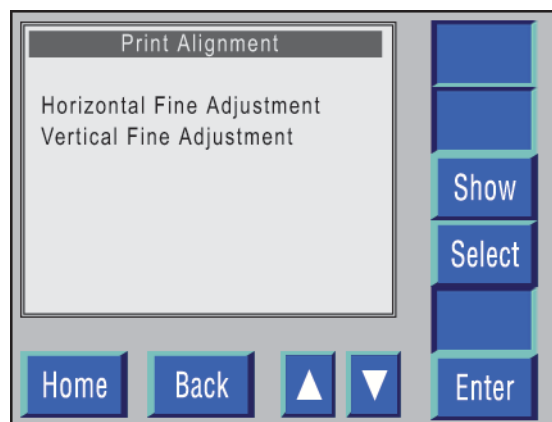 Print Alignment
Horizontal Fine Adjustment
Vertical Fine Adjustment
Show
Select
Home
Back
Enter